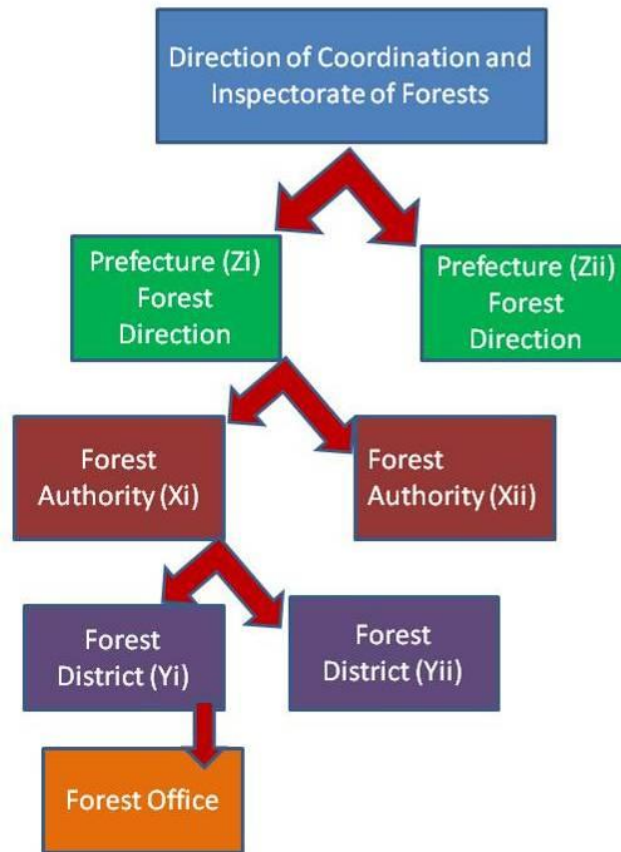 Direction of Coordination and
Inspectorate of Forests
Prefecture (Zi)
Forest
Direction
Prefecture (Zii)
Forest
Direction
Forest
Authority (Xi)
Forest
Authority (Xii)
Forest
District (Yi)
Forest
District (Yii)
Forest Office